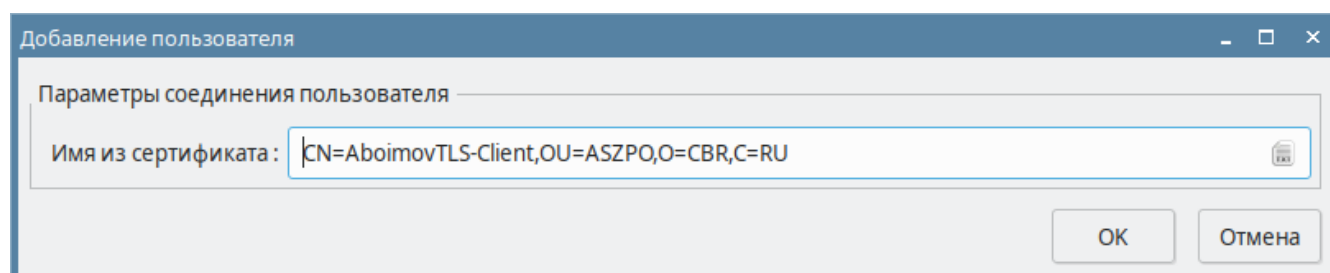 Добавление пользователя
Параметры соединения пользователя
Имя из сертификата : CN=AboimovTLS-Client,OU=ASZPO,O=CBR,C=RU
OK Отмена